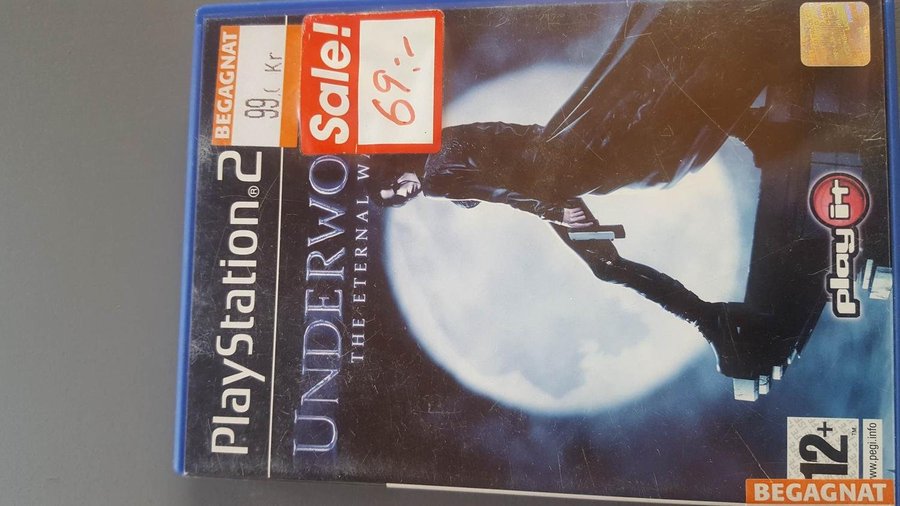 BEGAGNAT
99.( Kr
Sale!
69:-
PlayStation®2
UNDERWO
THE ETERNAL WA
play it
12+
www.pegi.info
BEGAGNAT